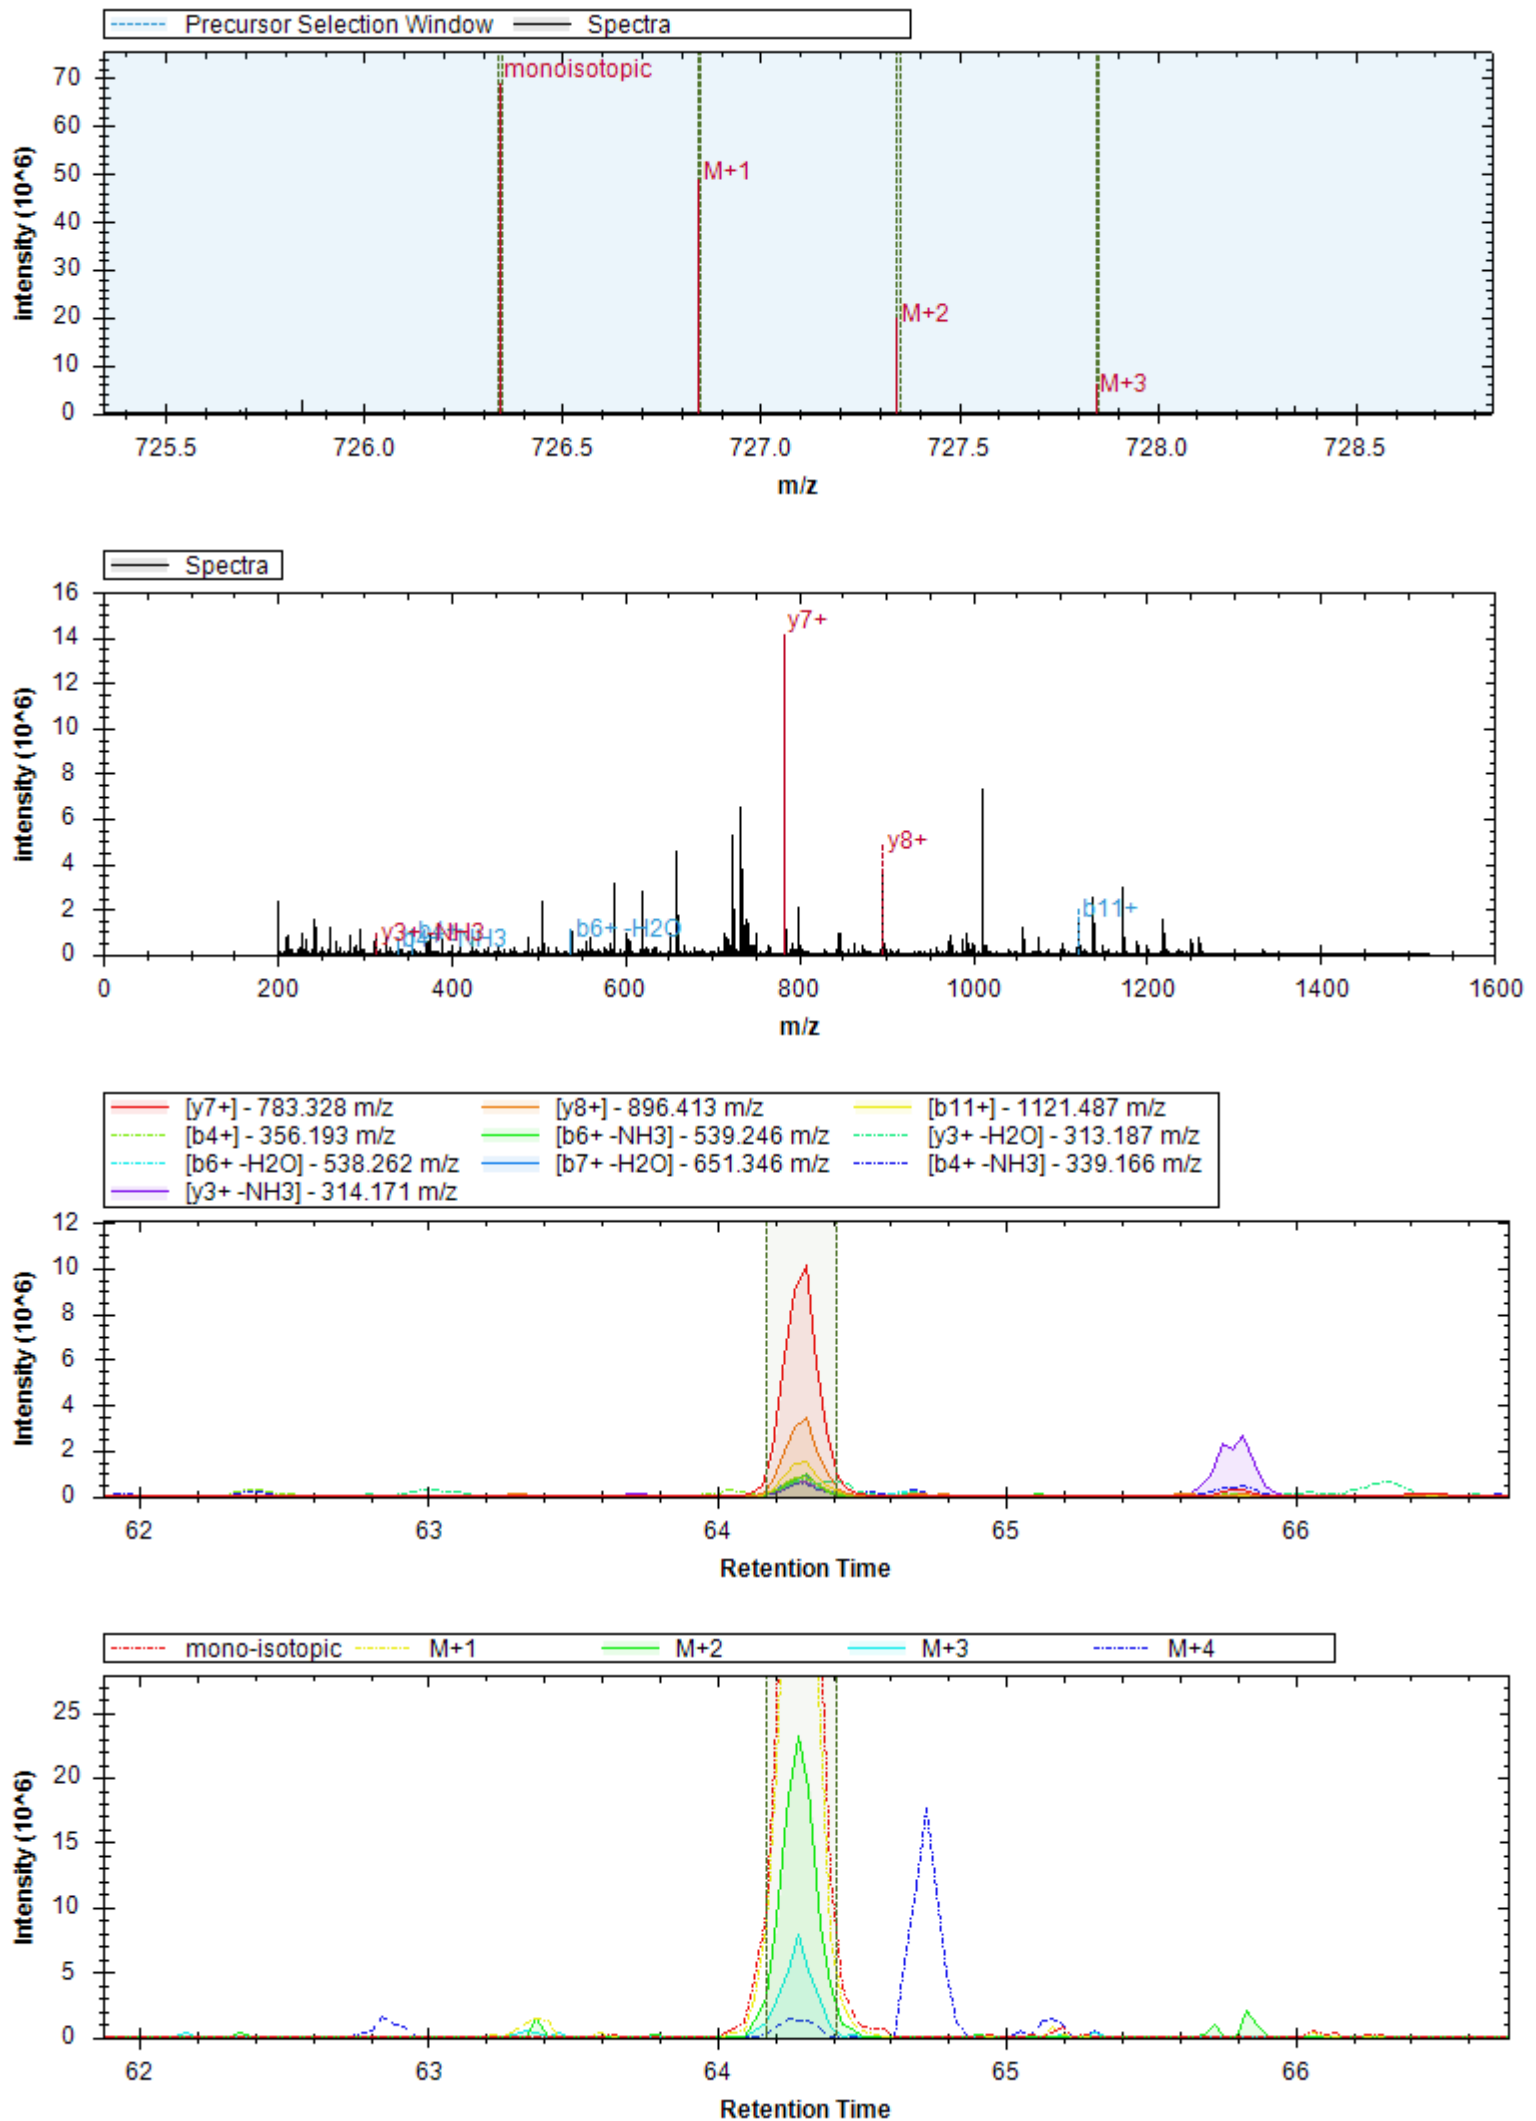 Precursor Selection Window Spectra
monoisotopic
M+1
M+2
M+3
intensity (10^6)
70
60
50
40
30
20
10
0
725.5 726.0 726.5 727.0 727.5 728.0 728.5
m/z
Spectra
y7+
y8+
b11+
b6+ -H2O
y3+ -NH3
intensity (10^6)
16
14
12
10
8
6
4
2
0
0 200 400 600 800 1000 1200 1400 1600
m/z
[y7+] - 783.328 m/z [y8+] - 896.413 m/z [b11+] - 1121.487 m/z
[b4+] - 356.193 m/z [b6+ -NH3] - 539.246 m/z [y3+ -H2O] - 313.187 m/z
[b6+ -H2O] - 538.262 m/z [b7+ -H2O] - 651.346 m/z [b4+ -NH3] - 339.166 m/z
[y3+ -NH3] - 314.171 m/z
Intensity (10^6)
12
10
8
6
4
2
0
62 63 64 65 66
Retention Time
mono-isotopic M+1 M+2 M+3 M+4
Intensity (10^6)
25
20
15
10
5
0
62 63 64 65 66
Retention Time